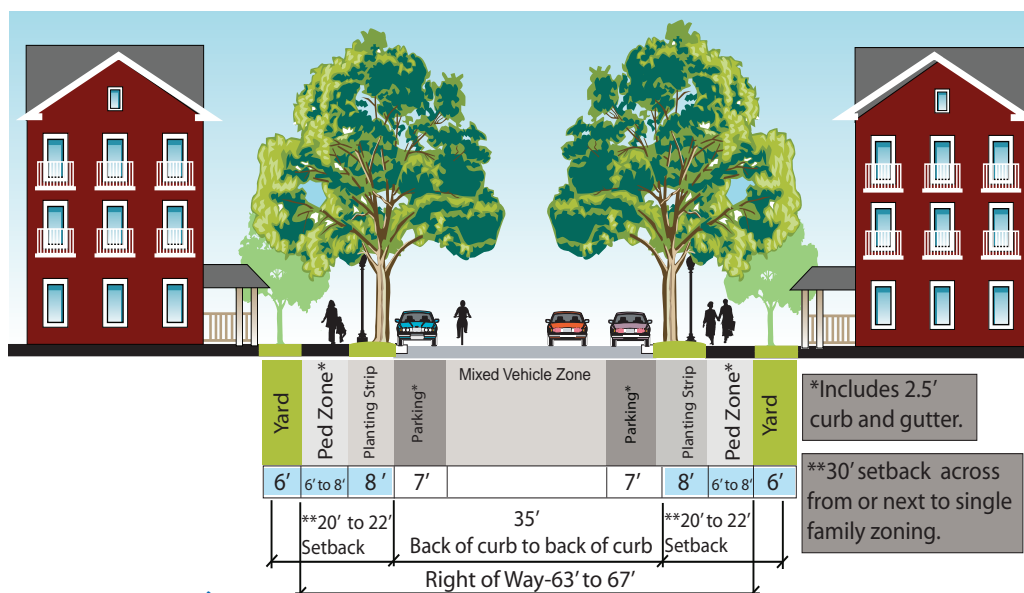 Yard
Ped Zone*
Planting Strip
Parking*
Mixed Vehicle Zone
Parking*
Planting Strip
Ped Zone*
Yard
6’
6’ to 8’
8 ’
7’
7’
8’
6’ to 8’
6’
**20’ to 22’
Setback
35’
Back of curb to back of curb
**20’ to 22’
Setback
Right of Way-63’ to 67’
*Includes 2.5’
curb and gutter.
**30’ setback across
from or next to single
family zoning.